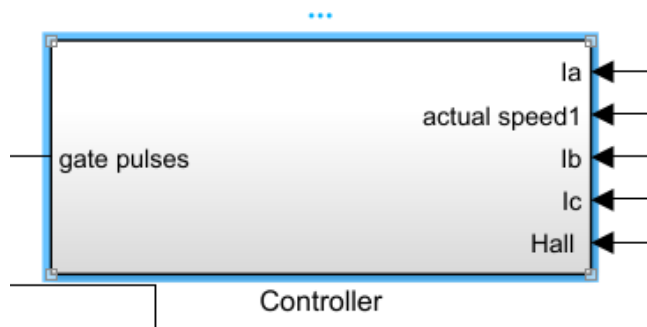 Ia
actual speed1
gate pulses
Ib
Ic
Hall
Controller